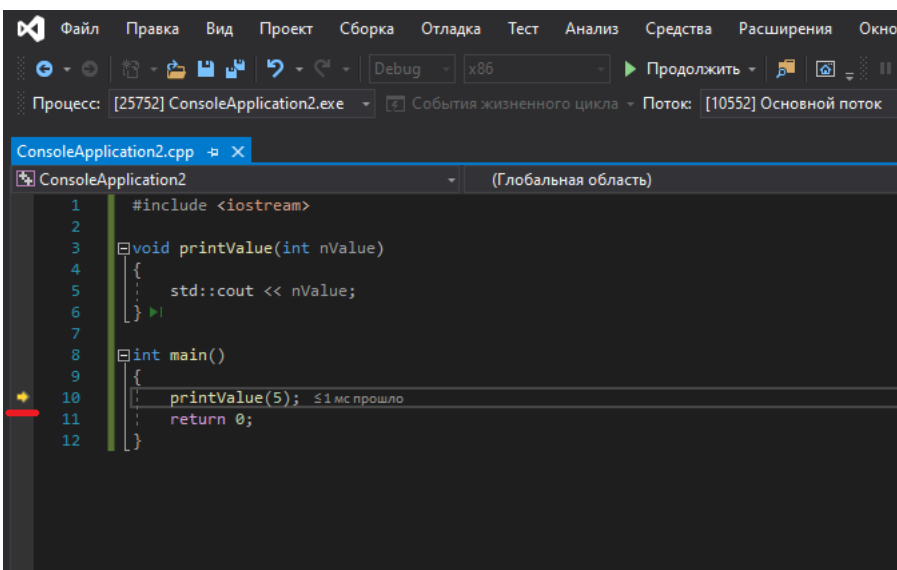 Файл Правка Вид Проект Сборка Отладка Тест Анализ Средства Расширения Окно
Debug x86 Продолжить
Процесс: [25752] ConsoleApplication2.exe События жизненного цикла Поток: [10552] Основной поток
ConsoleApplication2.cpp
ConsoleApplication2 (Глобальная область)
1 #include <iostream>
2
3 void printValue(int nValue)
4 {
5 std::cout << nValue;
6 }
7
8 int main()
9 {
10 printValue(5); ≤1 мс прошло
11 return 0;
12 }